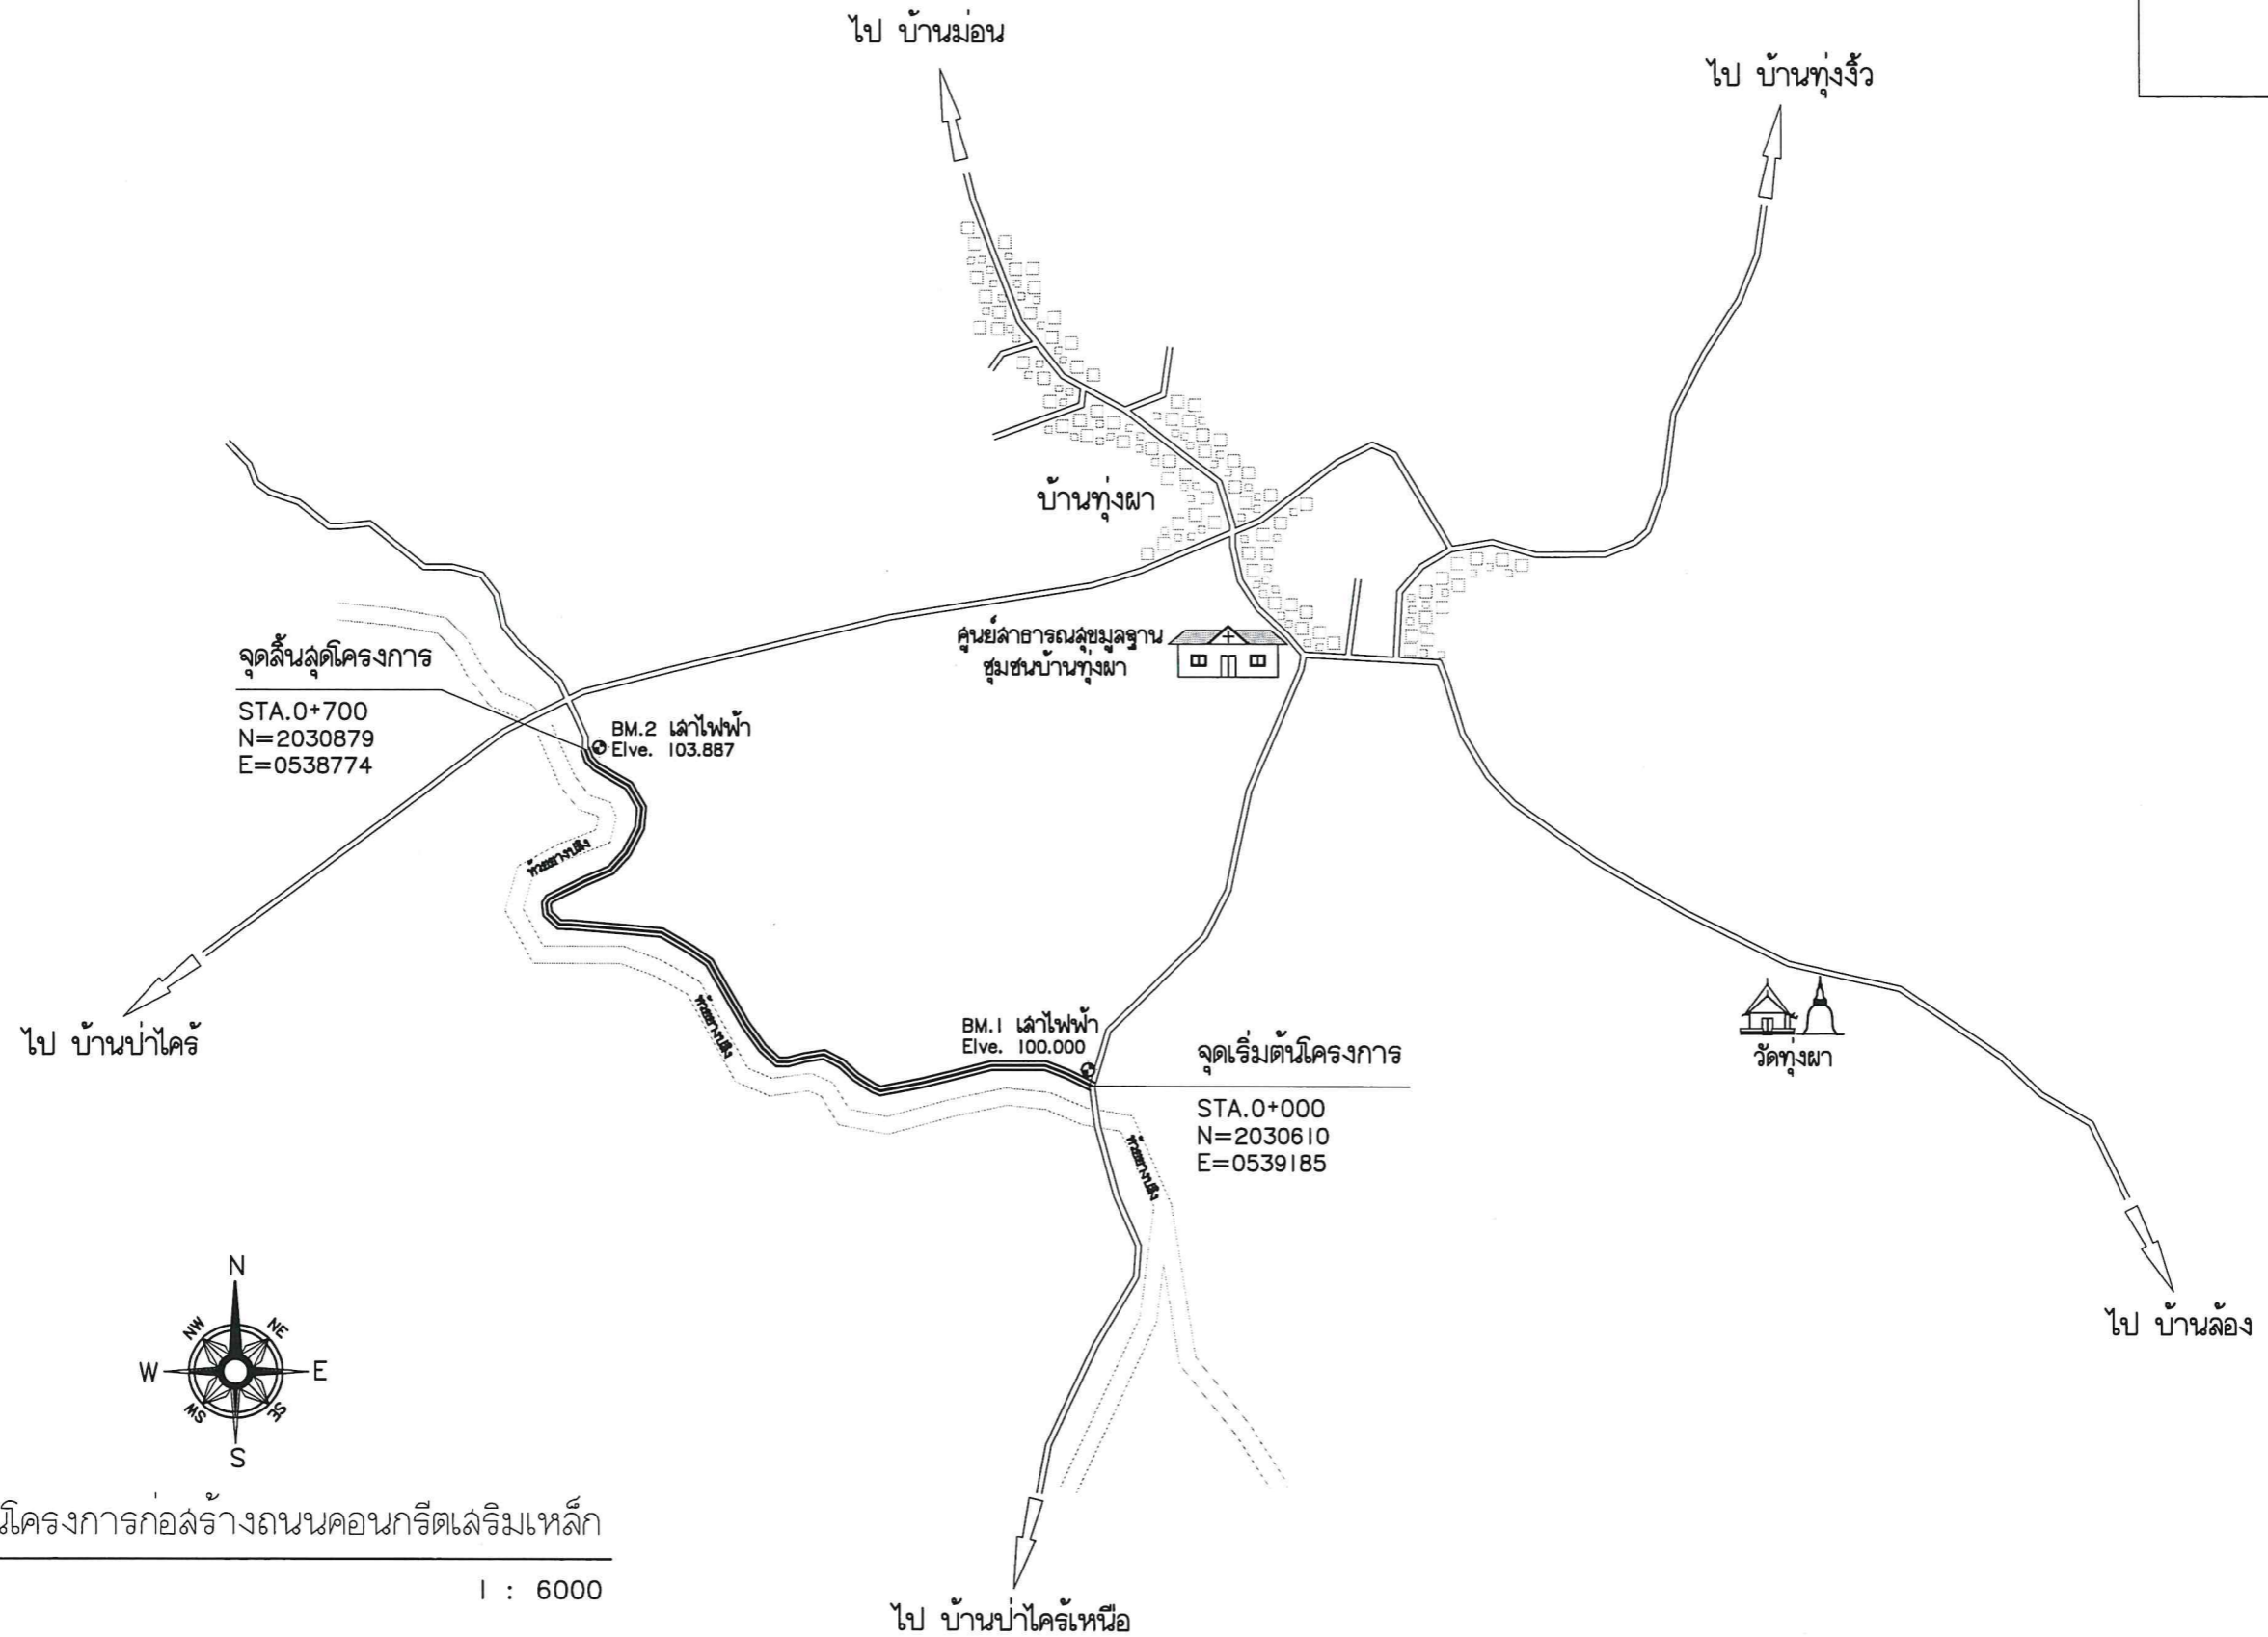 ไป บ้านม่อน
ไป บ้านทุ่งงิ้ว
บ้านทุ่งผา
ศูนย์สาธารณสุขมูลฐาน
ชุมชนบ้านทุ่งผา
จุดสิ้นสุดโครงการ
STA.0+700
N=2030879
E=0538774
BM.2 เสาไฟฟ้า
Elve. 103.887
ไป บ้านป่าไคร้
BM.1 เสาไฟฟ้า
Elve. 100.000
จุดเริ่มต้นโครงการ
STA.0+000
N=2030610
E=0539185
วัดทุ่งผา
ไป บ้านล้อง
N
NW
NE
W
E
SW
SE
S
โครงการก่อสร้างถนนคอนกรีตเสริมเหล็ก
1 : 6000
ไป บ้านป่าไคร้เหนือ